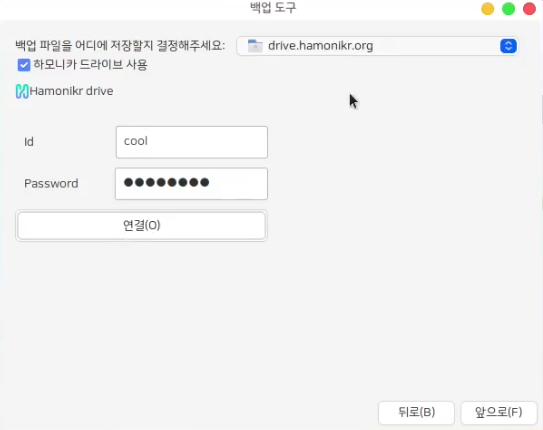 백업 도구
백업 파일을 어디에 저장할지 결정해주세요: drive.hamonikr.org
하모니카 드라이브 사용
Hamonikr drive
Id cool
Password ●●●●●●●●
연결(O)
뒤로(B) 앞으로(F)